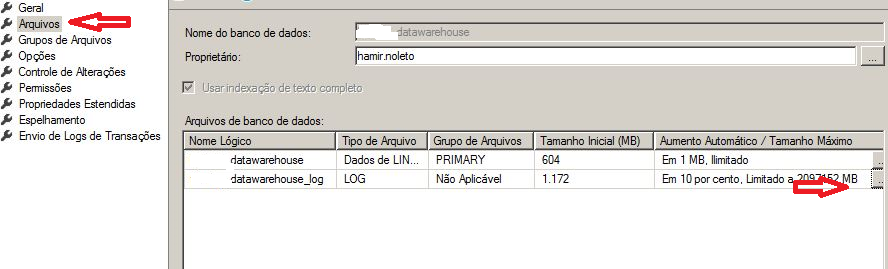 Geral
Arquivos
Grupos de Arquivos
Opções
Controle de Alterações
Permissões
Propriedades Estendidas
Espelhamento
Envio de Logs de Transações
Nome do banco de dados: datawarehouse
Proprietário: hamir.noleto ...
Usar indexação de texto completo
Arquivos de banco de dados:
Nome Lógico Tipo de Arquivo Grupo de Arquivos Tamanho Inicial (MB) Aumento Automático / Tamanho Máximo
datawarehouse Dados de LIN... PRIMARY 604 Em 1 MB, Ilimitado ...
datawarehouse_log LOG Não Aplicável 1.172 Em 10 por cento, Limitado a 2097152 MB ...